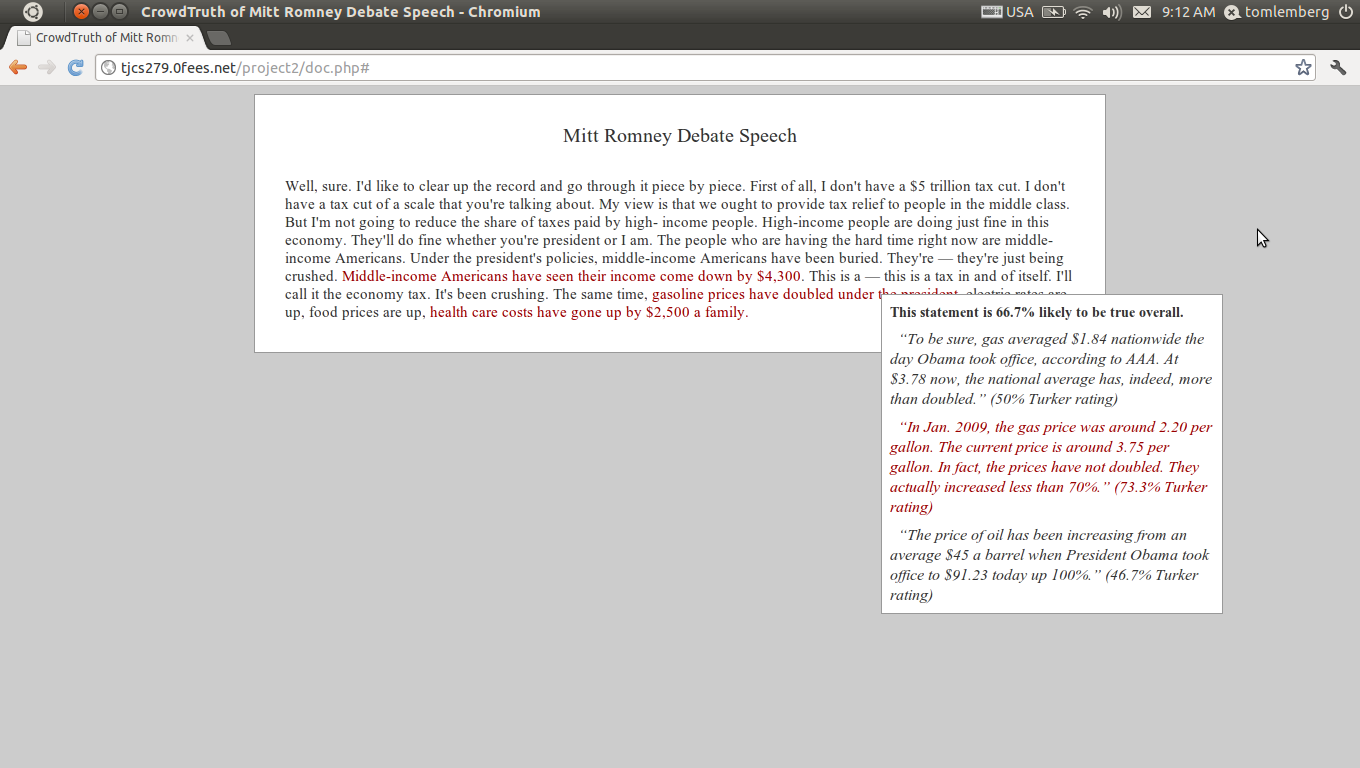 CrowdTruth of Mitt Romney Debate Speech - Chromium
USA
9:12 AM
tomlemberg
CrowdTruth of Mitt Romn
tjcs279.0fees.net/project2/doc.php#
Mitt Romney Debate Speech
Well, sure. I'd like to clear up the record and go through it piece by piece. First of all, I don't have a $5 trillion tax cut. I don't
have a tax cut of a scale that you're talking about. My view is that we ought to provide tax relief to people in the middle class.
But I'm not going to reduce the share of taxes paid by high- income people. High-income people are doing just fine in this
economy. They'll do fine whether you're president or I am. The people who are having the hard time right now are middle-
income Americans. Under the president's policies, middle-income Americans have been buried. They're — they're just being
crushed. Middle-income Americans have seen their income come down by $4,300. This is a — this is a tax in and of itself. I'll
call it the economy tax. It's been crushing. The same time, gasoline prices have doubled under the president, electric rates are
up, food prices are up, health care costs have gone up by $2,500 a family.
This statement is 66.7% likely to be true overall.
“To be sure, gas averaged $1.84 nationwide the
day Obama took office, according to AAA. At
$3.78 now, the national average has, indeed, more
than doubled.” (50% Turker rating)
“In Jan. 2009, the gas price was around 2.20 per
gallon. The current price is around 3.75 per
gallon. In fact, the prices have not doubled. They
actually increased less than 70%.” (73.3% Turker
rating)
“The price of oil has been increasing from an
average $45 a barrel when President Obama took
office to $91.23 today up 100%.” (46.7% Turker
rating)